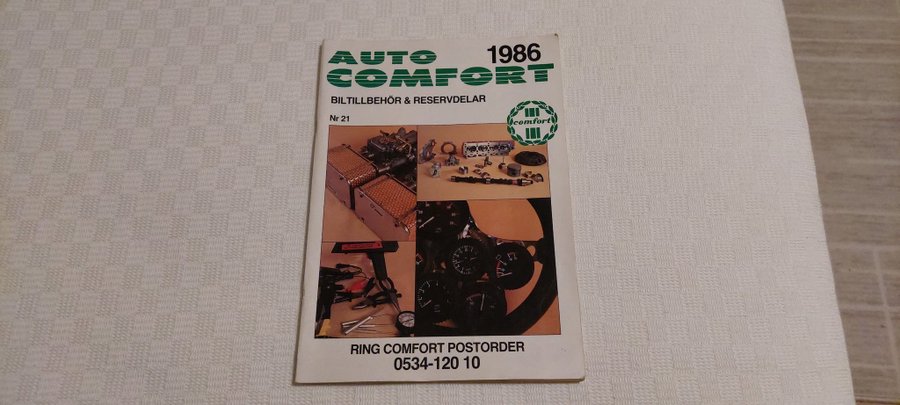 AUTO 1986
COMFORT
BILTILLBEHÖR & RESERVDELAR
Nr 21
comfort
RING COMFORT POSTORDER
0534-120 10